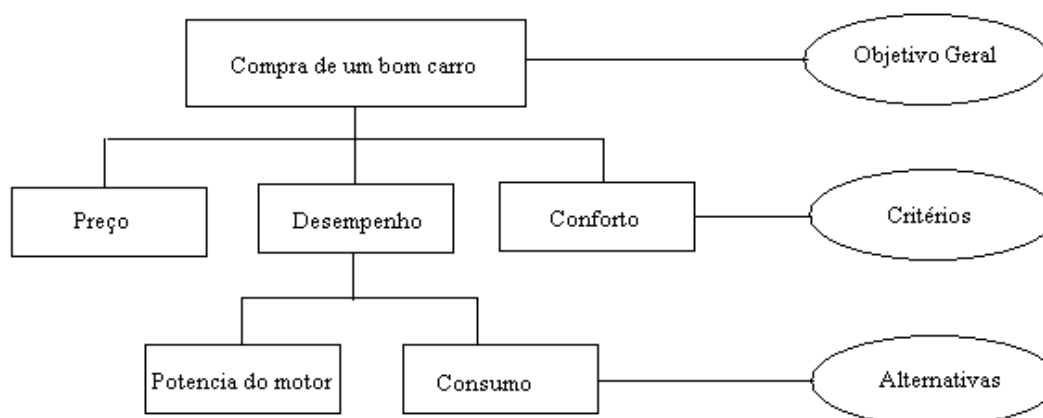 Compra de um bom carro
Objetivo Geral
Preço
Desempenho
Conforto
Critérios
Potencia do motor
Consumo
Alternativas